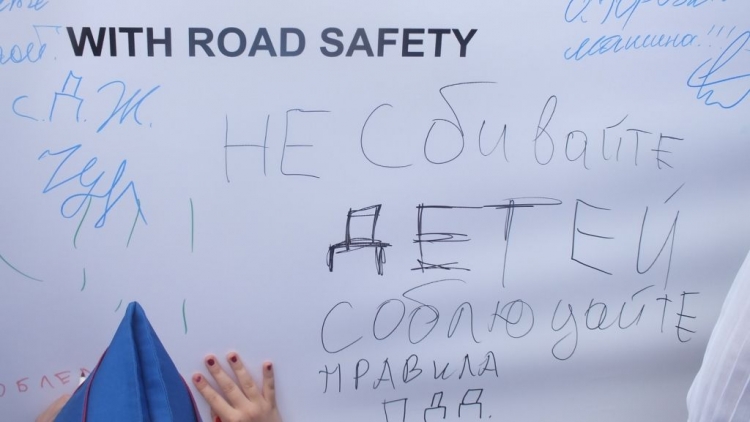 WITH ROAD SAFETY
машина!!!
С.Д.Ж.
НЕ Сбивайте
ДЕТЕЙ
Соблюдайте
ПРАВИЛА
ПДД.